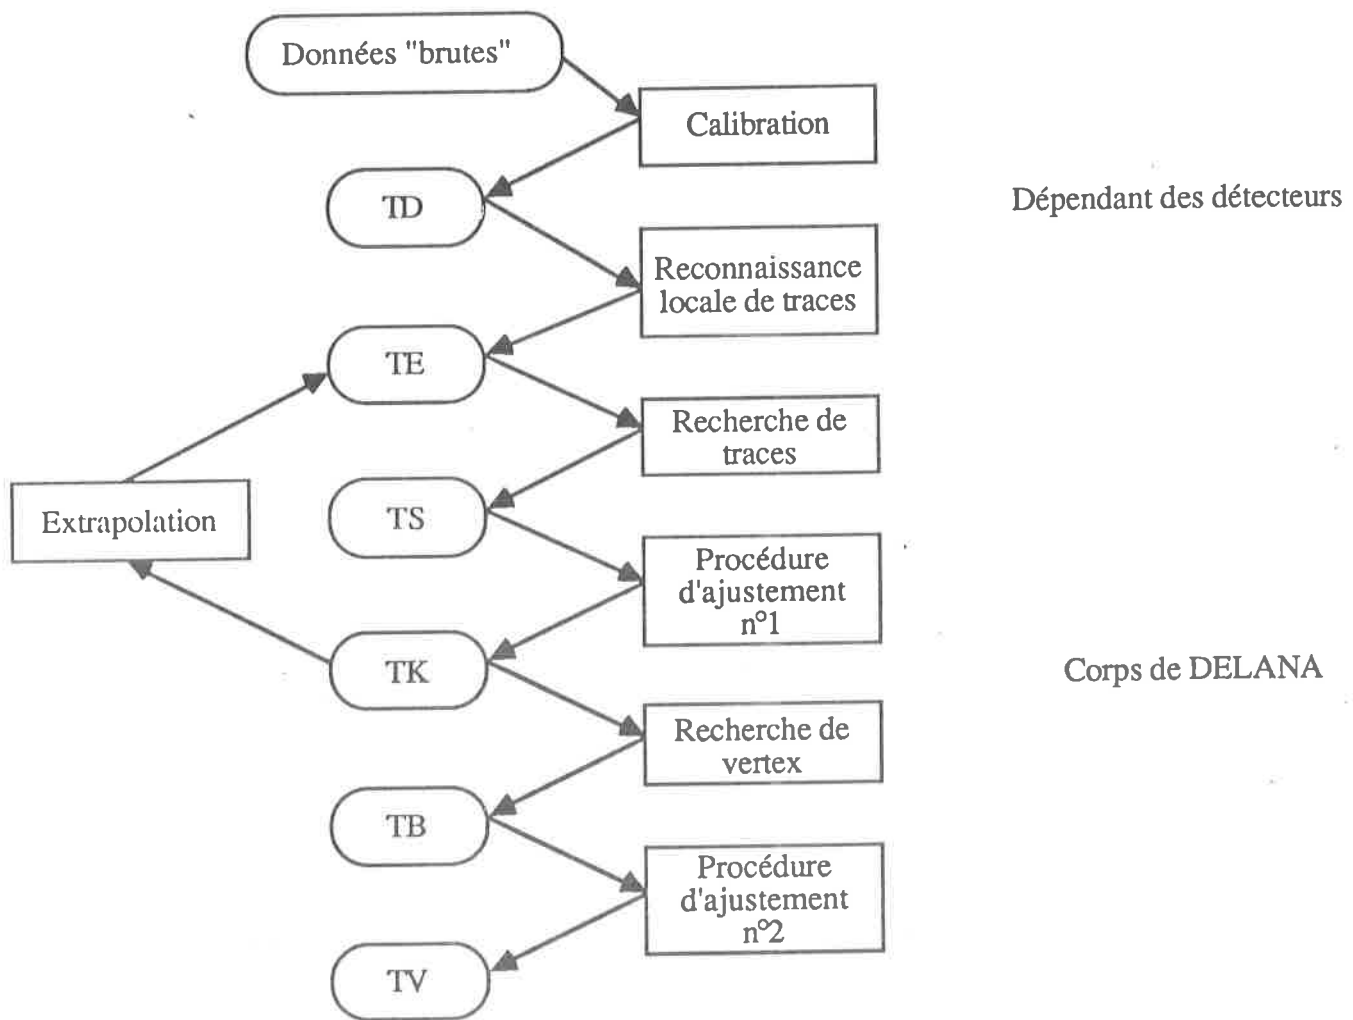 Données "brutes"
Calibration
TD
Dépendant des détecteurs
Reconnaissance
locale de traces
TE
Recherche de
traces
Extrapolation
TS
Procédure
d'ajustement
n°1
TK
Corps de DELANA
Recherche de
vertex
TB
Procédure
d'ajustement
n°2
TV